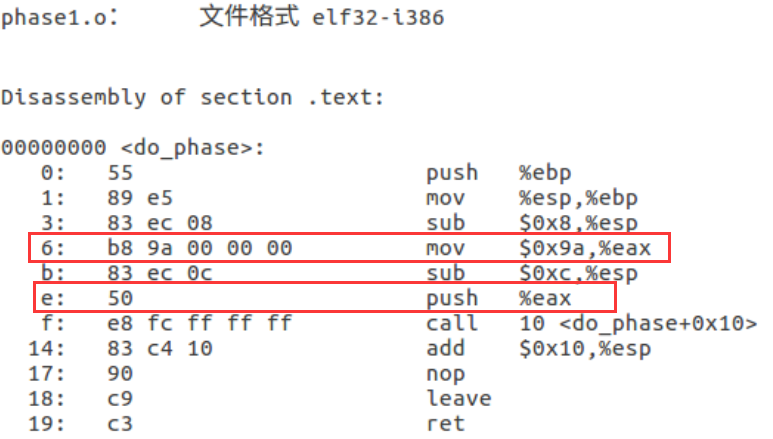 phase1.o：     文件格式 elf32-i386
Disassembly of section .text:
00000000 <do_phase>:
   0:	55                   	push   %ebp
   1:	89 e5                	mov    %esp,%ebp
   3:	83 ec 08             	sub    $0x8,%esp
   6:	b8 9a 00 00 00       	mov    $0x9a,%eax
   b:	83 ec 0c             	sub    $0xc,%esp
   e:	50                   	push   %eax
   f:	e8 fc ff ff ff       	call   10 <do_phase+0x10>
  14:	83 c4 10             	add    $0x10,%esp
  17:	90                   	nop
  18:	c9                   	leave
  19:	c3                   	ret